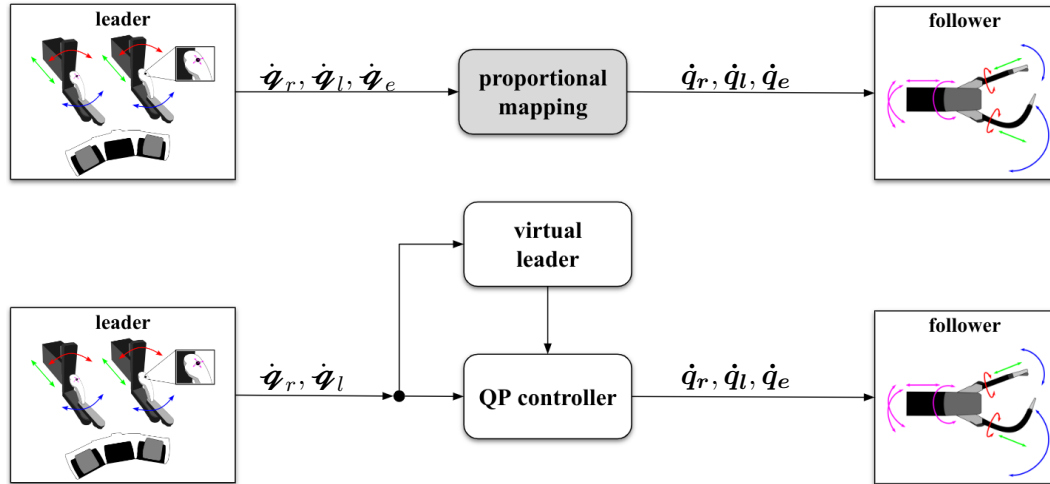 leader
follower
q̇_r, q̇_l, q̇_e
proportional
mapping
q̇_r, q̇_l, q̇_e
virtual
leader
leader
follower
q̇_r, q̇_l
QP controller
q̇_r, q̇_l, q̇_e